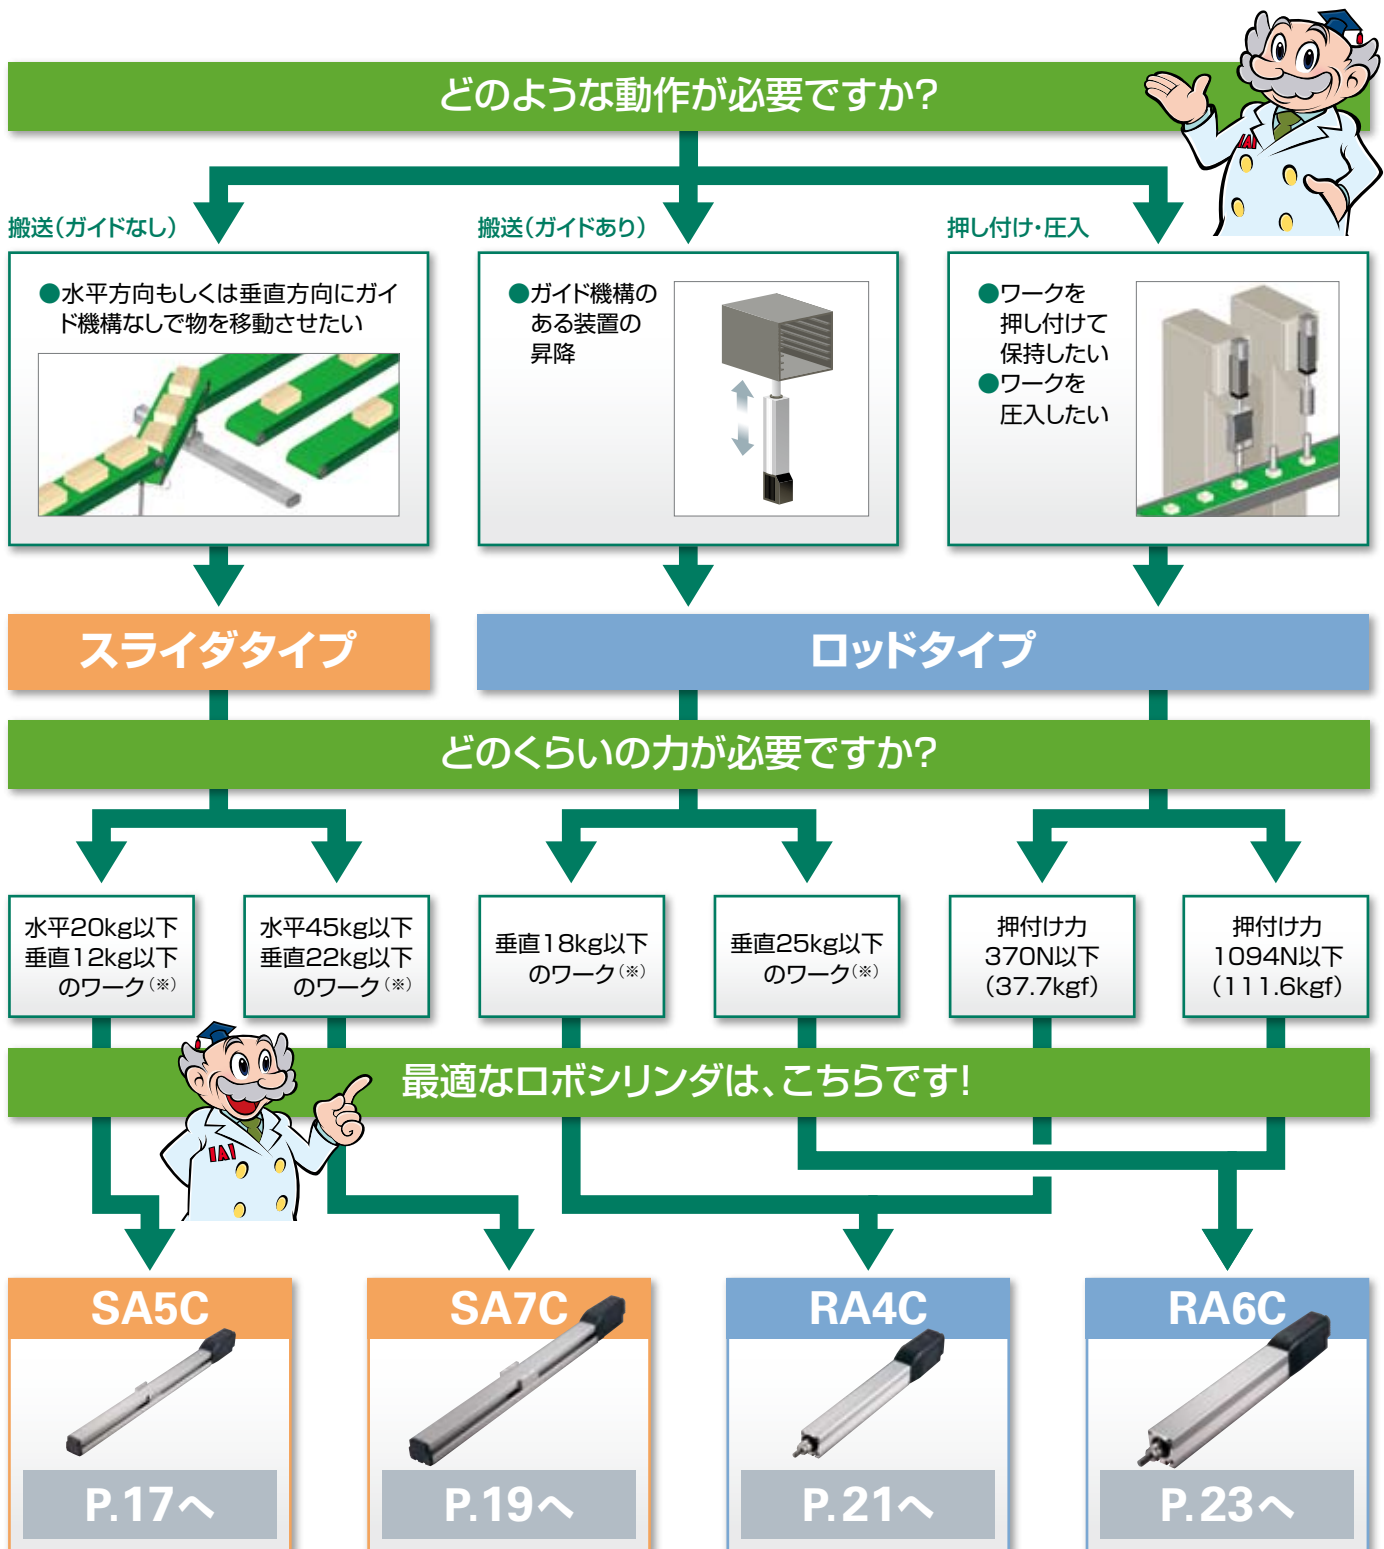 どのような動作が必要ですか?
IAI
搬送(ガイドなし)
●水平方向もしくは垂直方向にガイ
ド機構なしで物を移動させたい
搬送(ガイドあり)
●ガイド機構の
ある装置の
昇降
押し付け・圧入
●ワークを
押し付けて
保持したい
●ワークを
圧入したい
スライダタイプ
ロッドタイプ
どのくらいの力が必要ですか?
水平20kg以下
垂直12kg以下
のワーク(※)
水平45kg以下
垂直22kg以下
のワーク(※)
垂直18kg以下
のワーク(※)
垂直25kg以下
のワーク(※)
押付け力
370N以下
(37.7kgf)
押付け力
1094N以下
(111.6kgf)
最適なロボシリンダは、こちらです!
IAI
SA5C
P.17へ
SA7C
P.19へ
RA4C
P.21へ
RA6C
P.23へ